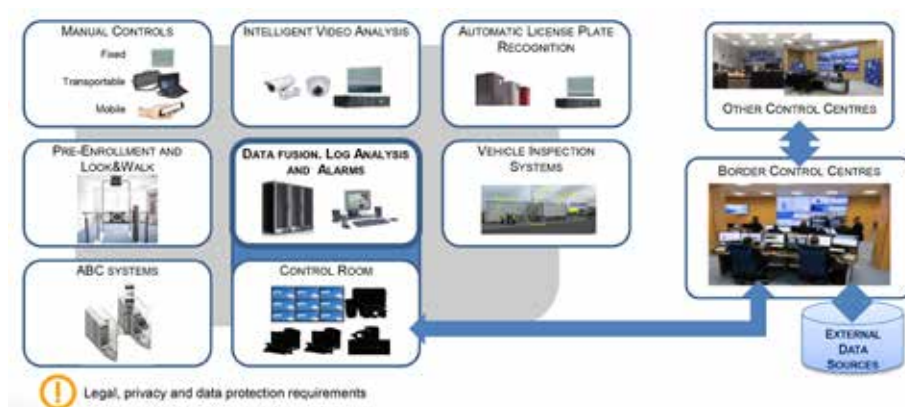 MANUAL CONTROLS
Fixed
Transportable
Mobile
INTELLIGENT VIDEO ANALYSIS
AUTOMATIC LICENSE PLATE
RECOGNITION
OTHER CONTROL CENTRES
PRE-ENROLLMENT AND
LOOK&WALK
DATA FUSION, LOG ANALYSIS
AND ALARMS
VEHICLE INSPECTION
SYSTEMS
BORDER CONTROL CENTRES
ABC SYSTEMS
CONTROL ROOM
EXTERNAL
DATA
SOURCES
Legal, privacy and data protection requirements